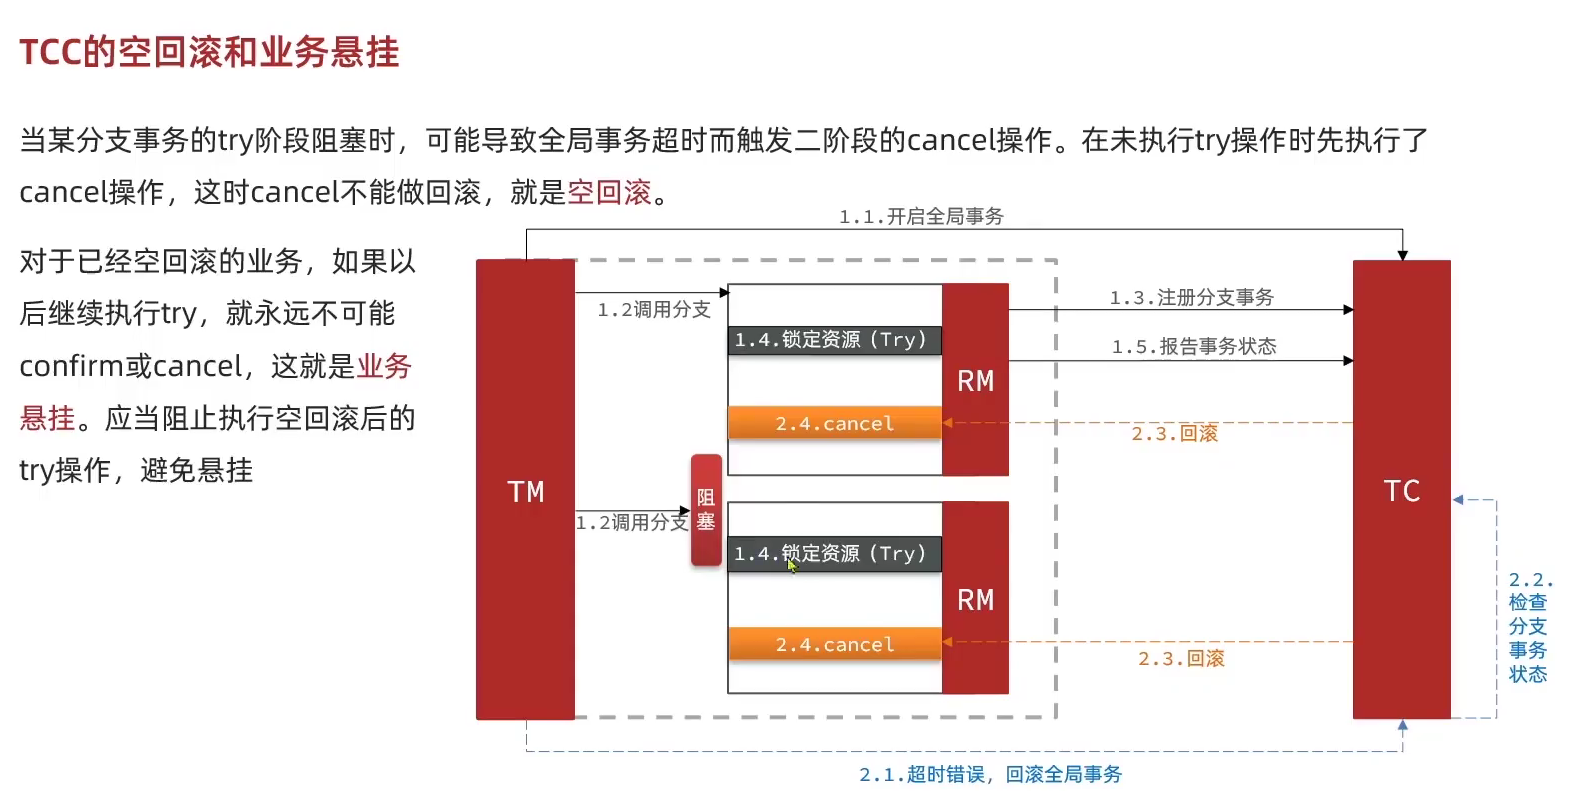 TCC的空回滚和业务悬挂
当某分支事务的try阶段阻塞时，可能导致全局事务超时而触发二阶段的cancel操作。在未执行try操作时先执行了
cancel操作，这时cancel不能做回滚，就是空回滚。
对于已经空回滚的业务，如果以
后继续执行try，就永远不可能
confirm或cancel，这就是业务
悬挂。应当阻止执行空回滚后的
try操作，避免悬挂
1.1.开启全局事务
TM
1.2调用分支
1.4.锁定资源（Try）
2.4.cancel
RM
1.3.注册分支事务
1.5.报告事务状态
2.3.回滚
1.2调用分支
阻
塞
1.4.锁定资源（Try）
2.4.cancel
RM
2.3.回滚
TC
2.2.
检查
分支
事务
状态
2.1.超时错误，回滚全局事务